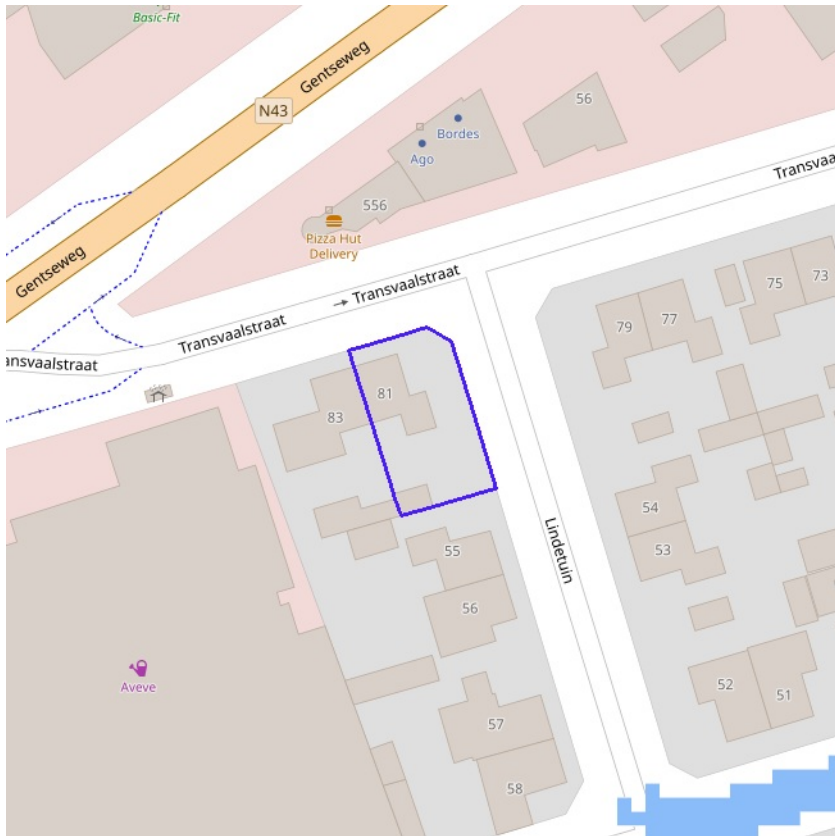 Basic-Fit
Gentseweg
N43
56
Bordes
Ago
Transvaa
556
Pizza Hut
Delivery
Gentseweg
Transvaalstraat
75
73
79
77
Transvaalstraat
ansvaalstraat
81
83
54
53
55
Lindetuin
56
Aveve
52
51
57
58